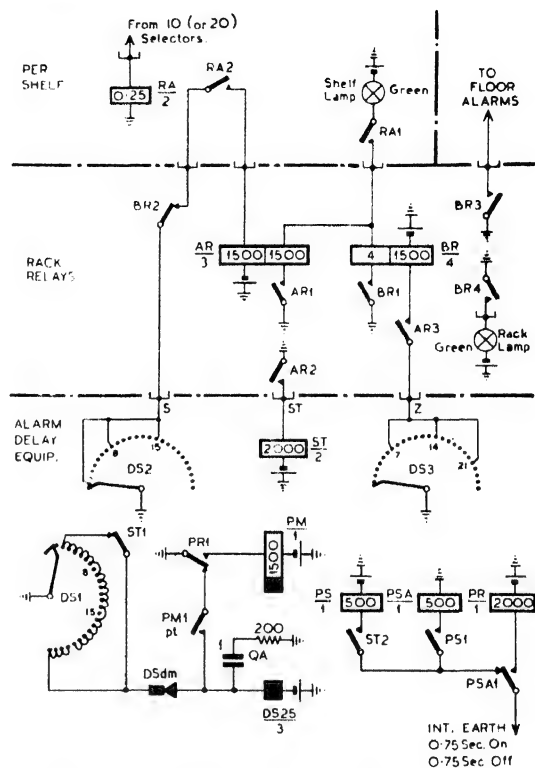 From 10 (or 20)
Selectors.
PER
SHELF
0·25
RA
2
RA2
Shelf
Lamp
Green
RA1
TO
FLOOR
ALARMS
BR2
RACK
RELAYS
AR
3
1500
1500
4
1500
BR
4
BR3
BR4
AR1
BR1
AR3
AR2
Green
Rack
Lamp
S
ST
Z
ALARM
DELAY
EQUIP.
8
15
DS2
2000
ST
2
7
14
21
DS3
ST1
DS1
8
15
PR1
1500
PM
1
PM1
pt
200
1
QA
DSdm
DS25
3
PS
1
500
PSA
1
500
PR
1
2000
ST2
PS1
PSA1
INT. EARTH
0·75 Sec. On
0·75 Sec. Off